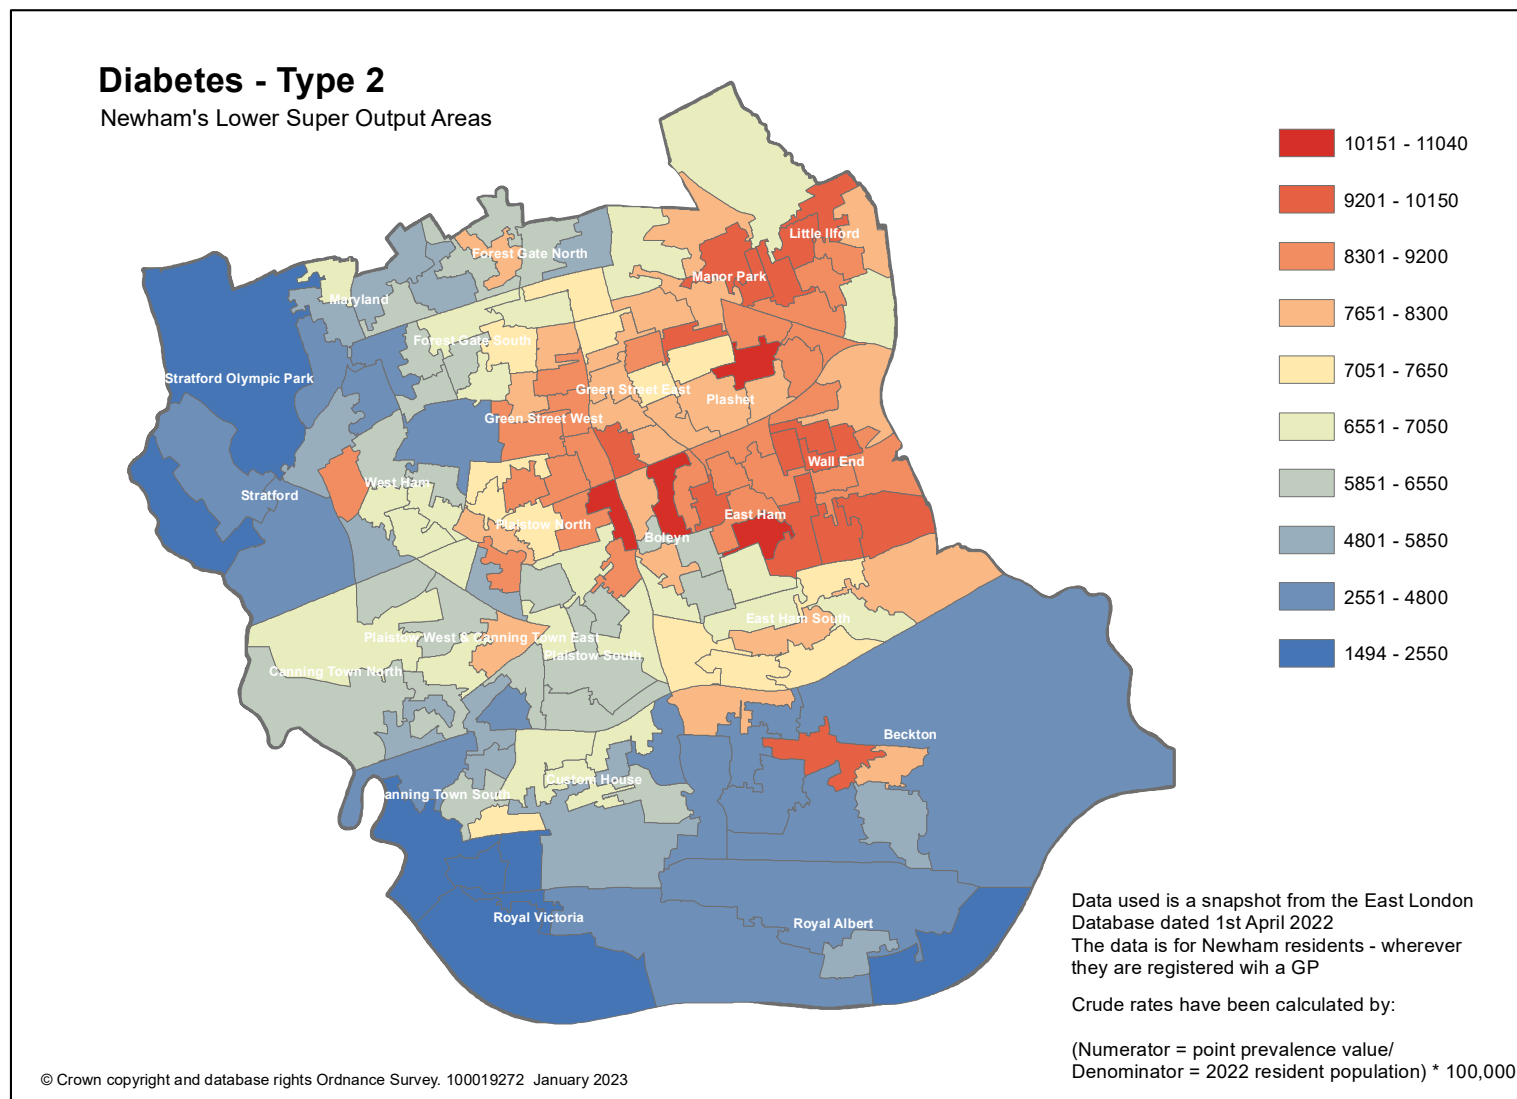 Diabetes - Type 2
Newham's Lower Super Output Areas
10151 - 11040
9201 - 10150
8301 - 9200
7651 - 8300
7051 - 7650
6551 - 7050
5851 - 6550
4801 - 5850
2551 - 4800
1494 - 2550
Little Ilford
Forest Gate North
Manor Park
Maryland
Forest Gate South
Stratford Olympic Park
Green Street East
Plashet
Green Street West
Wall End
West Ham
Stratford
East Ham
Plaistow North
Boleyn
East Ham South
Plaistow West & Canning Town East
Plaistow South
Canning Town North
Beckton
Custom House
anning Town South
Royal Victoria
Royal Albert
Data used is a snapshot from the East London
Database dated 1st April 2022
The data is for Newham residents - wherever
they are registered wih a GP
Crude rates have been calculated by:
(Numerator = point prevalence value/
Denominator = 2022 resident population) * 100,000
© Crown copyright and database rights Ordnance Survey. 100019272 January 2023